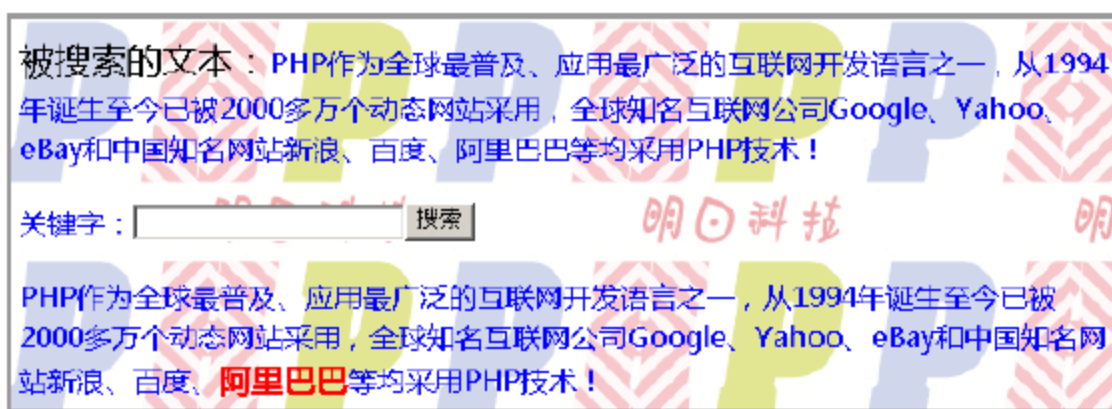 被搜索的文本：PHP作为全球最普及、应用最广泛的互联网开发语言之一，从1994
年诞生至今已被2000多万个动态网站采用，全球知名互联网公司Google、Yahoo、
eBay和中国知名网站新浪、百度、阿里巴巴等均采用PHP技术！
关键字：搜索
明日科技
明
PHP作为全球最普及、应用最广泛的互联网开发语言之一，从1994年诞生至今已被
2000多万个动态网站采用，全球知名互联网公司Google、Yahoo、eBay和中国知名网
站新浪、百度、阿里巴巴等均采用PHP技术！